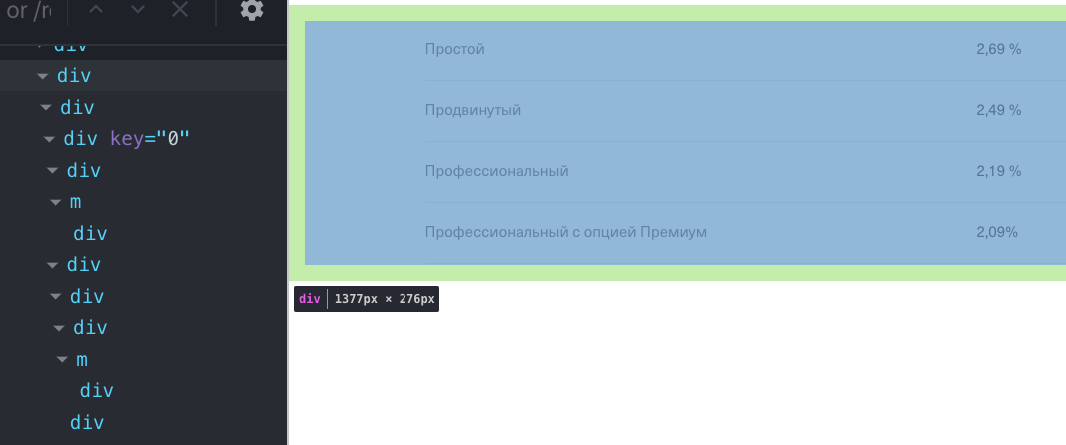 or /re
div
div
div
div key="0"
div
m
div
div
div
div
m
div
div
Простой 2,69 %
Продвинутый 2,49 %
Профессиональный 2,19 %
Профессиональный с опцией Премиум 2,09%
div 1377px × 276px